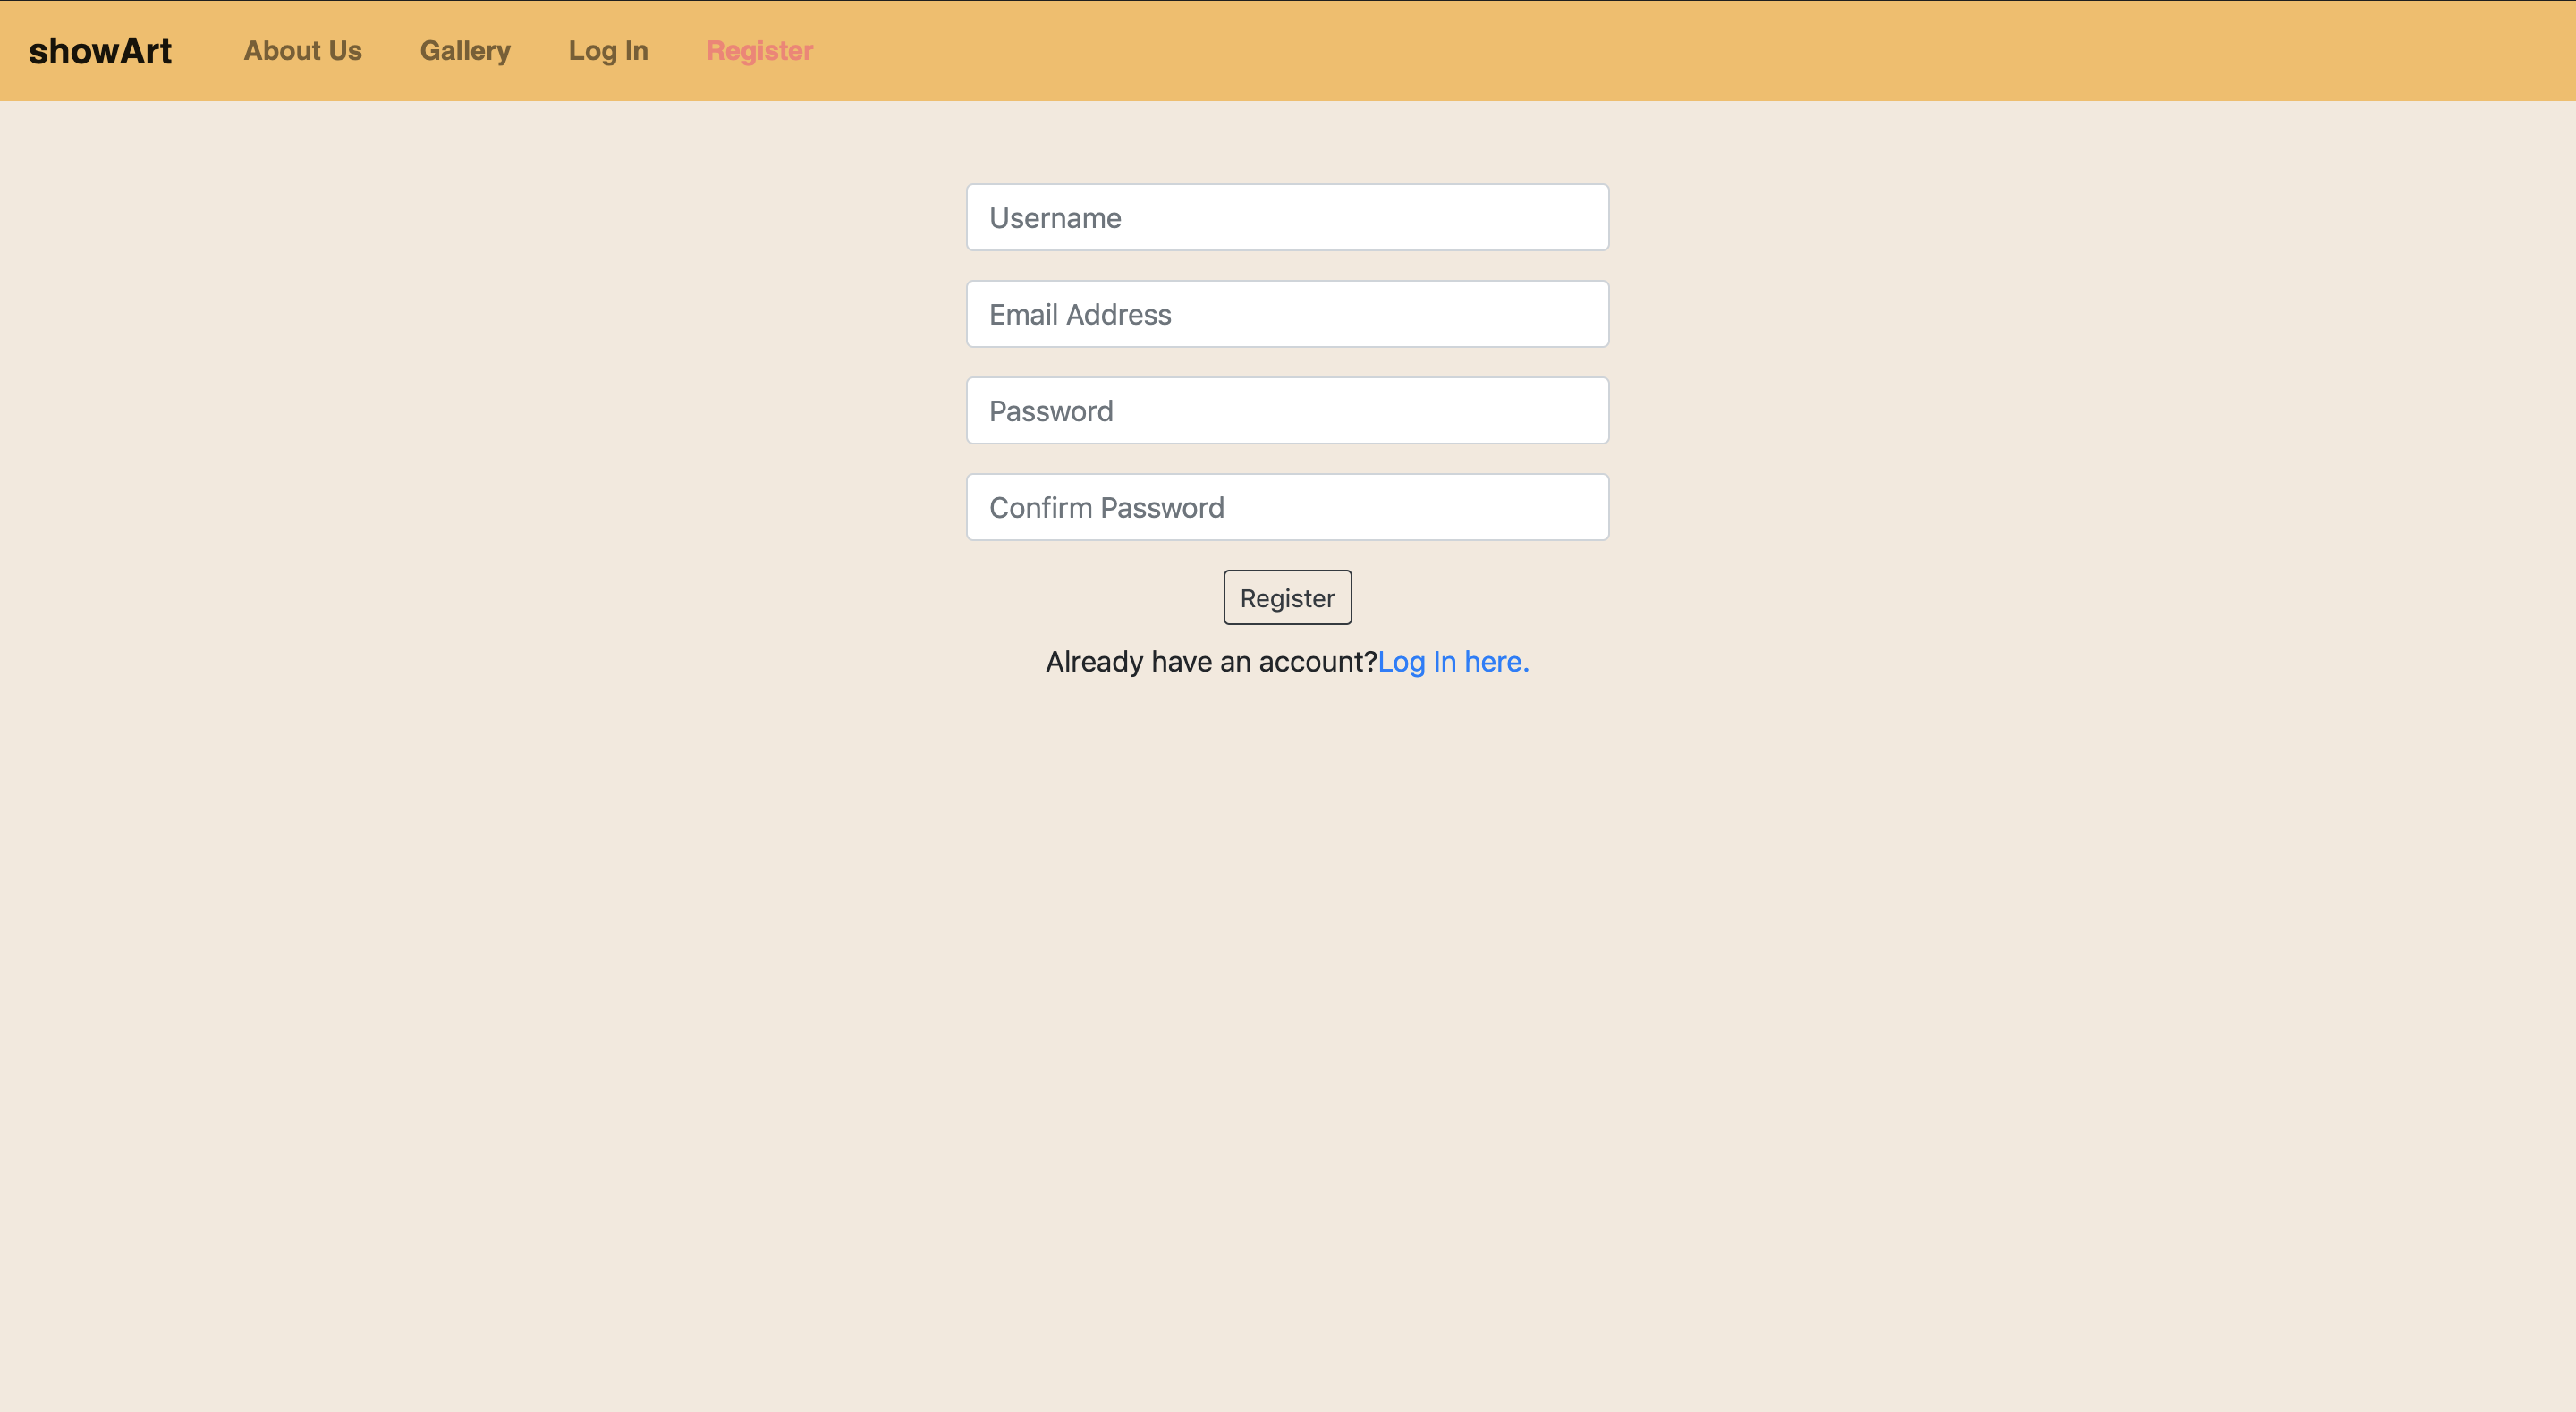 showArt About Us Gallery Log In Register
Username
Email Address
Password
Confirm Password
Register
Already have an account?Log In here.